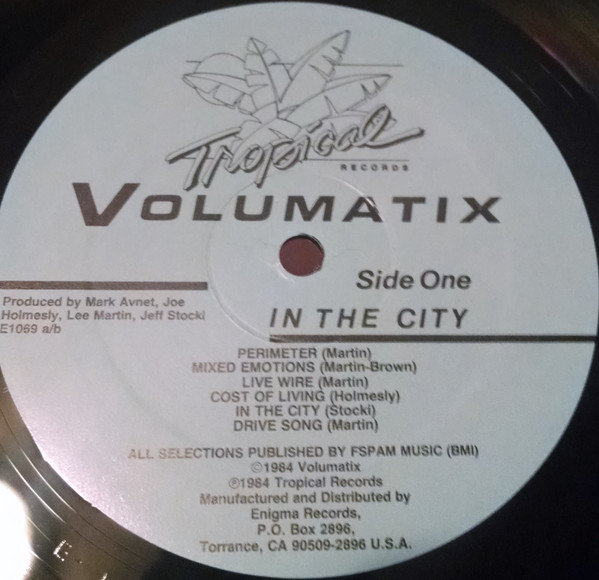 Tropical
RECORDS
VOLUMATIX
Side One
Produced by Mark Avnet, Joe
Holmesly, Lee Martin, Jeff Stocki
E1069 a/b
IN THE CITY
PERIMETER (Martin)
MIXED EMOTIONS (Martin-Brown)
LIVE WIRE (Martin)
COST OF LIVING (Holmesly)
IN THE CITY (Stocki)
DRIVE SONG (Martin)
ALL SELECTIONS PUBLISHED BY FSPAM MUSIC (BMI)
©1984 Volumatix
℗1984 Tropical Records
Manufactured and Distributed by
Enigma Records,
P.O. Box 2896,
Torrance, CA 90509-2896 U.S.A.